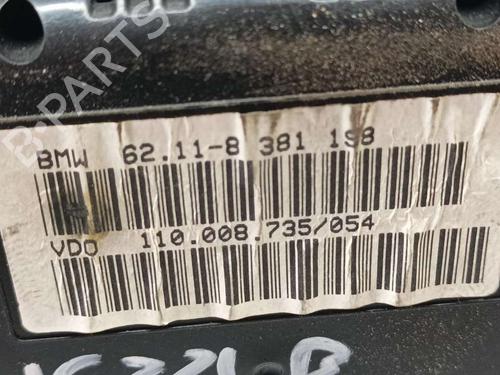 B-Parts
BMW 62.11-8 381 198
VDO 110.008.735/054